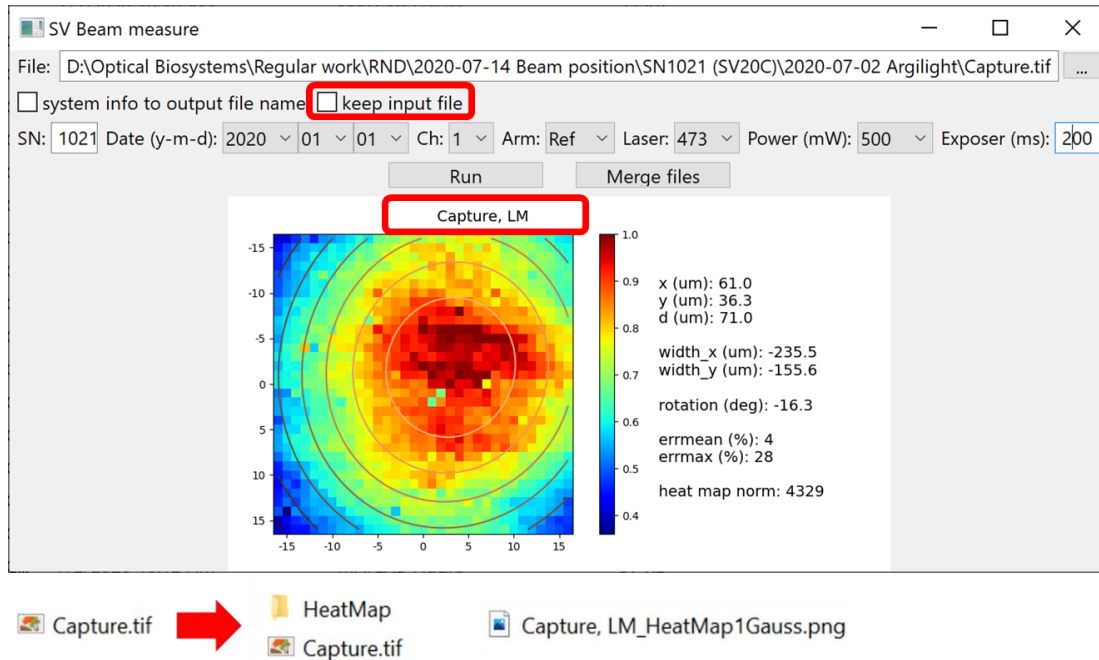 SV Beam measure
File: D:\Optical Biosystems\Regular work\RND\2020-07-14 Beam position\SN1021 (SV20C)\2020-07-02 Argilight\Capture.tif ...
system info to output file name keep input file
SN: 1021 Date (y-m-d): 2020 01 01 Ch: 1 Arm: Ref Laser: 473 Power (mW): 500 Exposer (ms): 200
Run Merge files
Capture, LM
-15
-10
-5
0
5
10
15
-15 -10 -5 0 5 10 15
1.0
0.9
0.8
0.7
0.6
0.5
0.4
x (um): 61.0
y (um): 36.3
d (um): 71.0
width_x (um): -235.5
width_y (um): -155.6
rotation (deg): -16.3
errmean (%): 4
errmax (%): 28
heat map norm: 4329
Capture.tif
HeatMap
Capture.tif
Capture, LM_HeatMap1Gauss.png